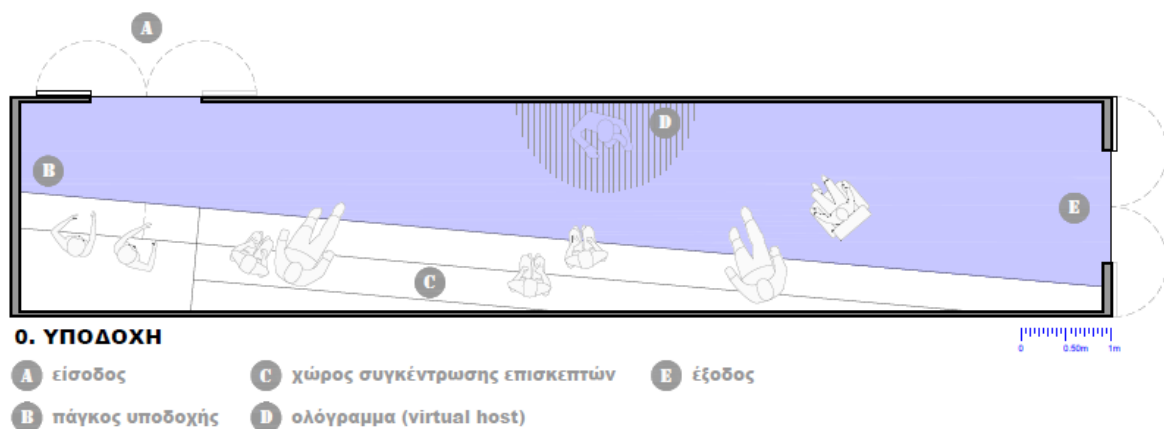 A
D
B
E
C
0. ΥΠΟΔΟΧΗ
0 0.50m 1m
A είσοδος C χώρος συγκέντρωσης επισκεπτών E έξοδος
B πάγκος υποδοχής D ολόγραμμα (virtual host)